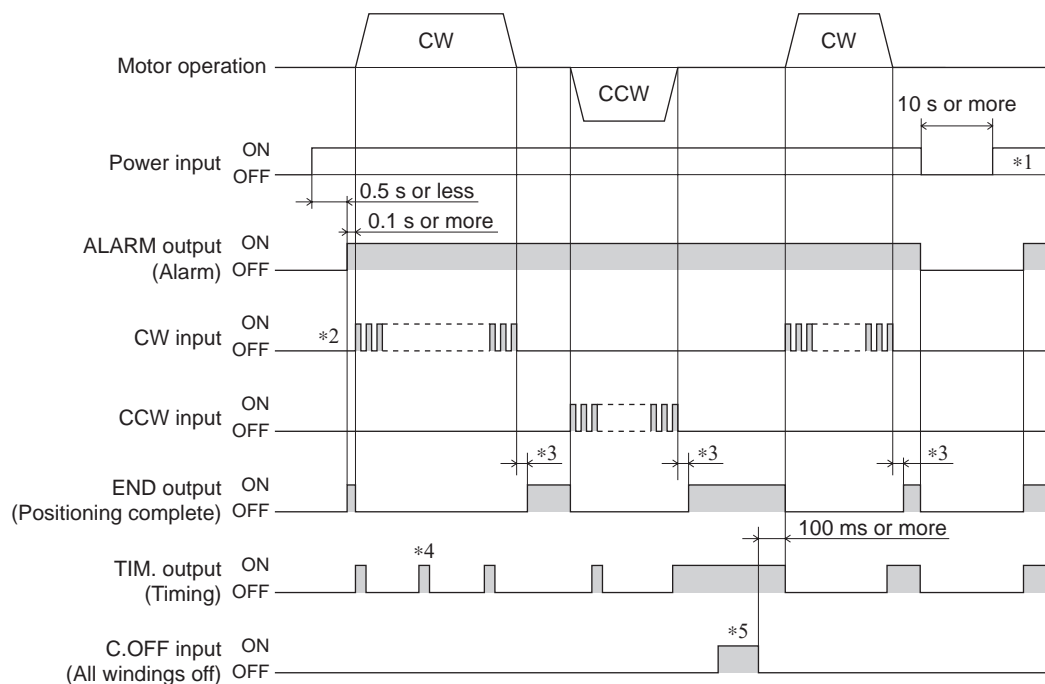 CW
CW
Motor operation
CCW
10 s or more
Power input
ON
OFF
*1
0.5 s or less
0.1 s or more
ALARM output
(Alarm)
ON
OFF
CW input
ON
OFF
*2
CCW input
ON
OFF
*3
*3
*3
END output
(Positioning complete)
ON
OFF
100 ms or more
TIM. output
(Timing)
ON
OFF
*4
C.OFF input
(All windings off)
ON
OFF
*5